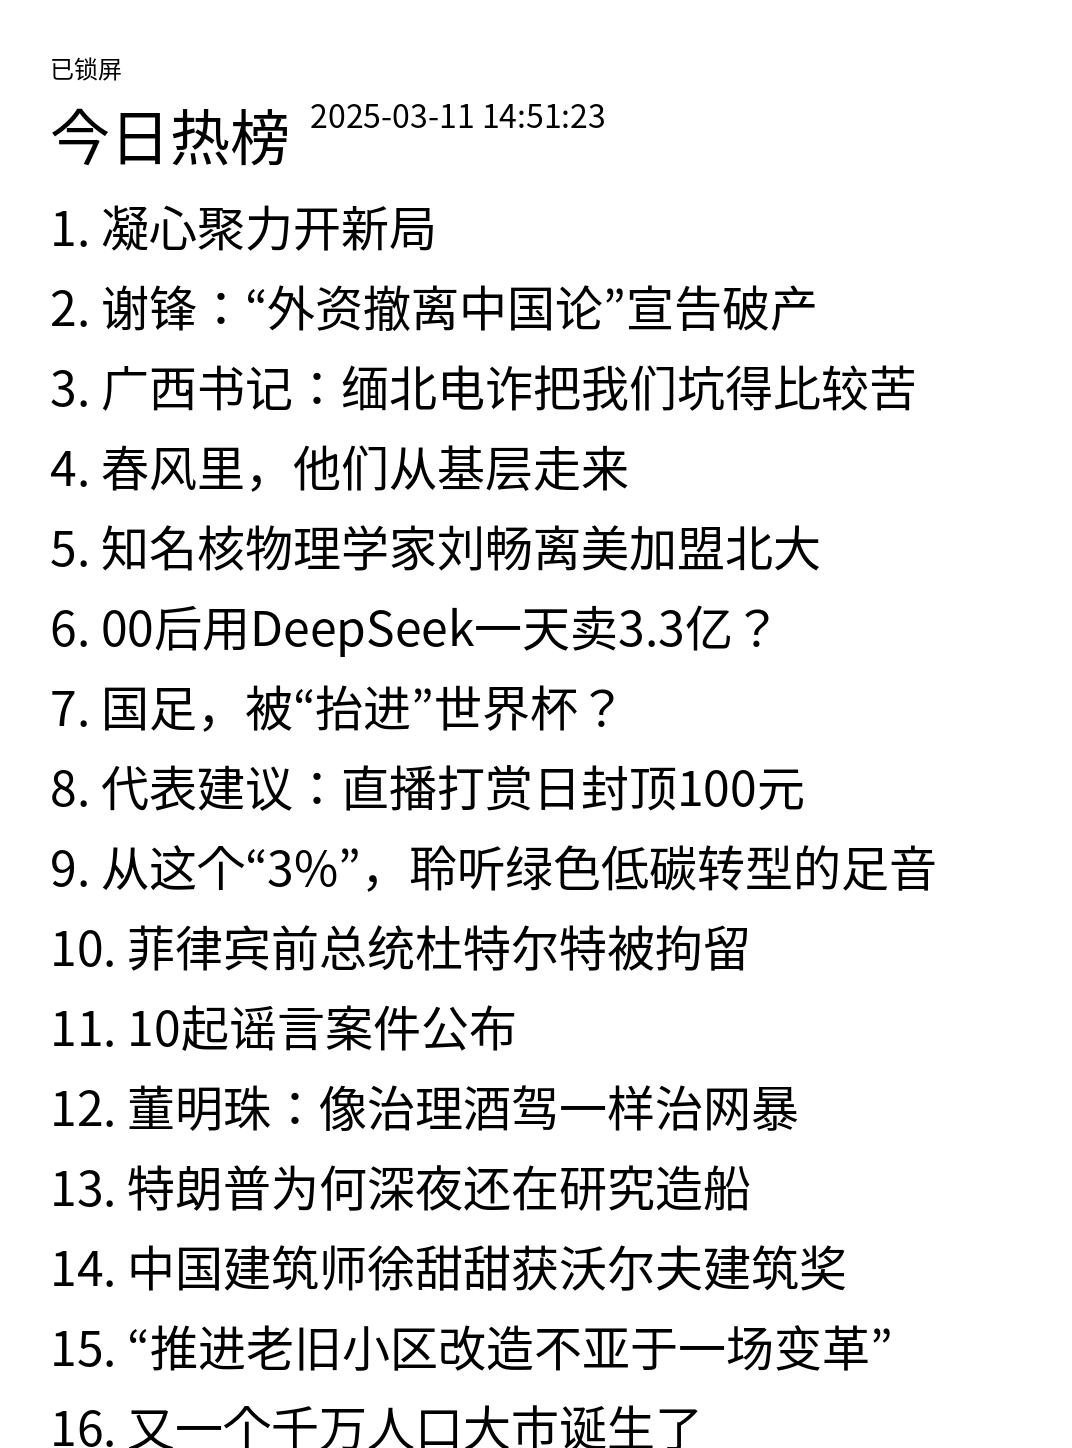 已锁屏
今日热榜 2025-03-11 14:51:23
1. 凝心聚力开新局
2. 谢锋：“外资撤离中国论”宣告破产
3. 广西书记：缅北电诈把我们坑得比较苦
4. 春风里，他们从基层走来
5. 知名核物理学家刘畅离美加盟北大
6. 00后用DeepSeek一天卖3.3亿？
7. 国足，被“抬进”世界杯？
8. 代表建议：直播打赏日封顶100元
9. 从这个“3%”，聆听绿色低碳转型的足音
10. 菲律宾前总统杜特尔特被拘留
11. 10起谣言案件公布
12. 董明珠：像治理酒驾一样治网暴
13. 特朗普为何深夜还在研究造船
14. 中国建筑师徐甜甜获沃尔夫建筑奖
15. “推进老旧小区改造不亚于一场变革”
16. 又一个千万人口大市诞生了